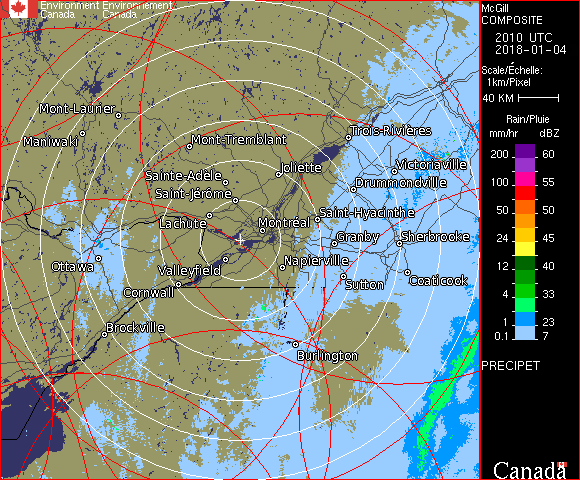 Environment Environnement
Canada Canada
McGill
COMPOSITE
2010 UTC
2018-01-04
Scale/Échelle:
1km/Pixel
40 KM
Rain/Pluie
mm/hr dBZ
200 60
100 55
50 50
24 45
12 40
4 33
1 23
0.1 7
PRECIPET
Mont-Laurier
Maniwaki
Mont-Tremblant
Trois-Rivières
Joliette
Victoriaville
Sainte-Adèle
Drummondville
Saint-Jérôme
Lachute
Saint-Hyacinthe
Montréal
Granby
Sherbrooke
Ottawa
Valleyfield
Napierville
Cornwall
Sutton
Coaticook
Brockville
Burlington
Canada